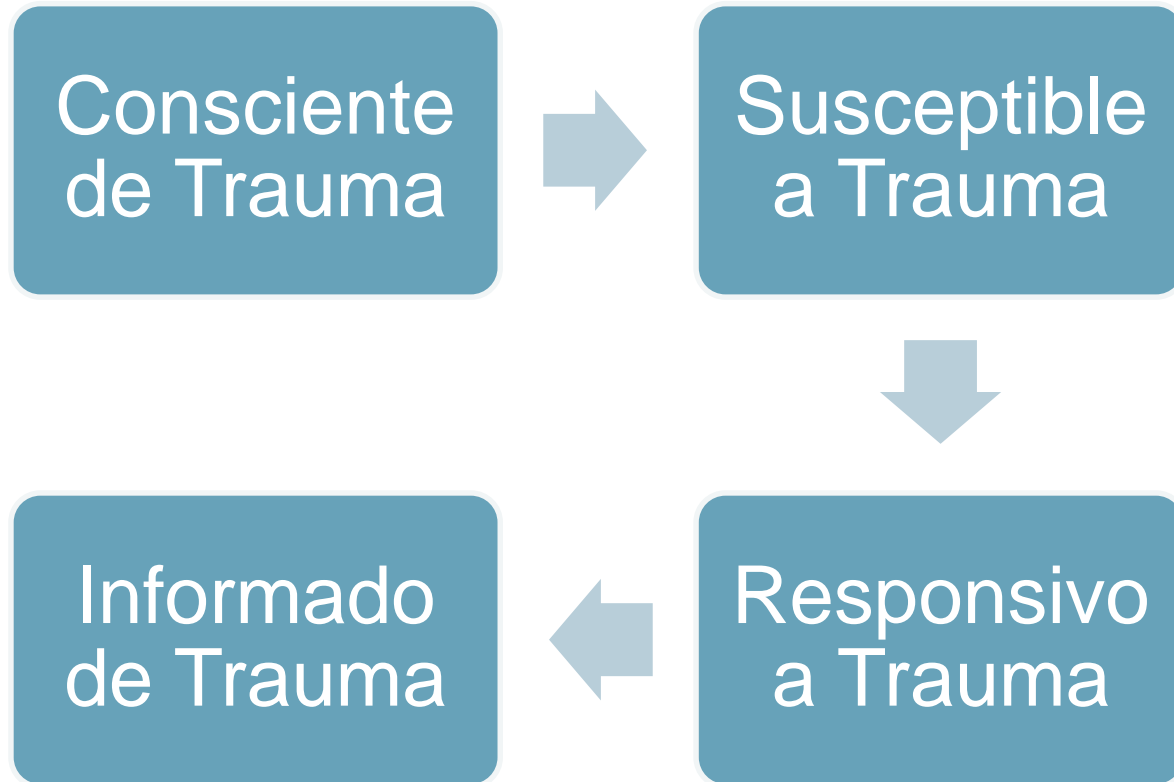 Consciente
de Trauma
Susceptible
a Trauma
Responsivo
a Trauma
Informado
de Trauma